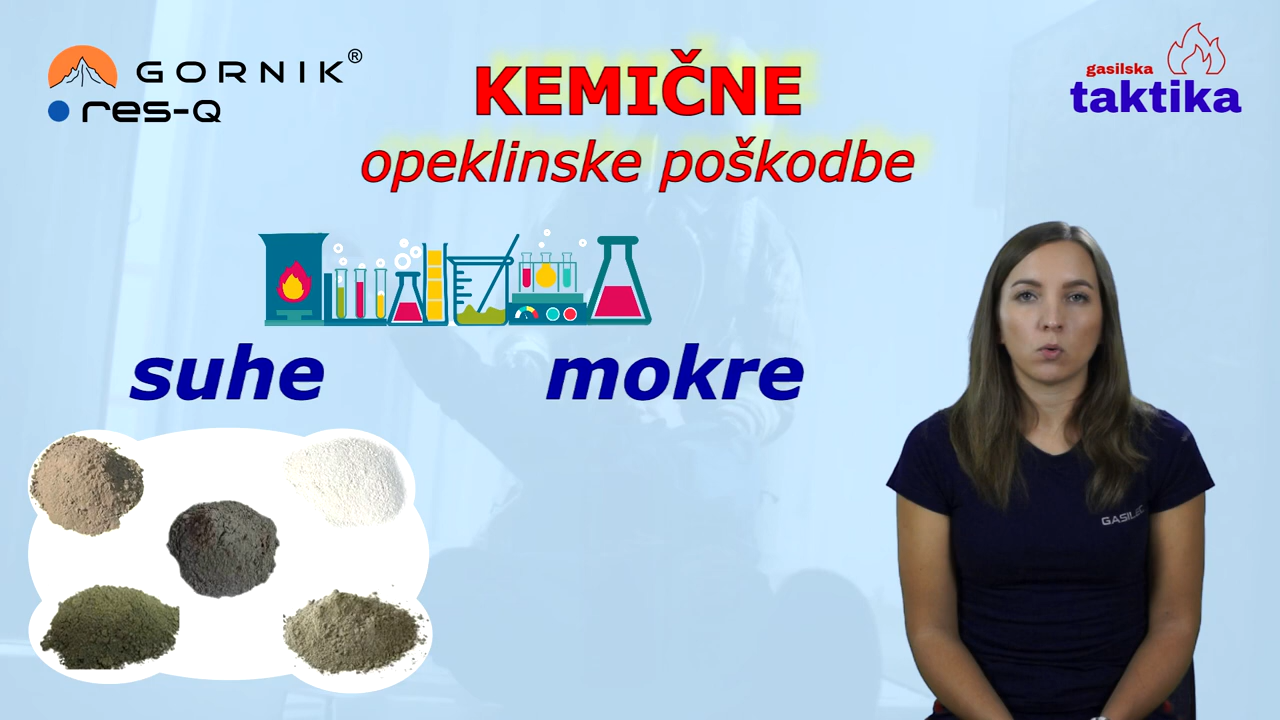 GORNIK®
res-Q
KEMIČNE
opeklinske poškodbe
gasilska
taktika
suhe
mokre